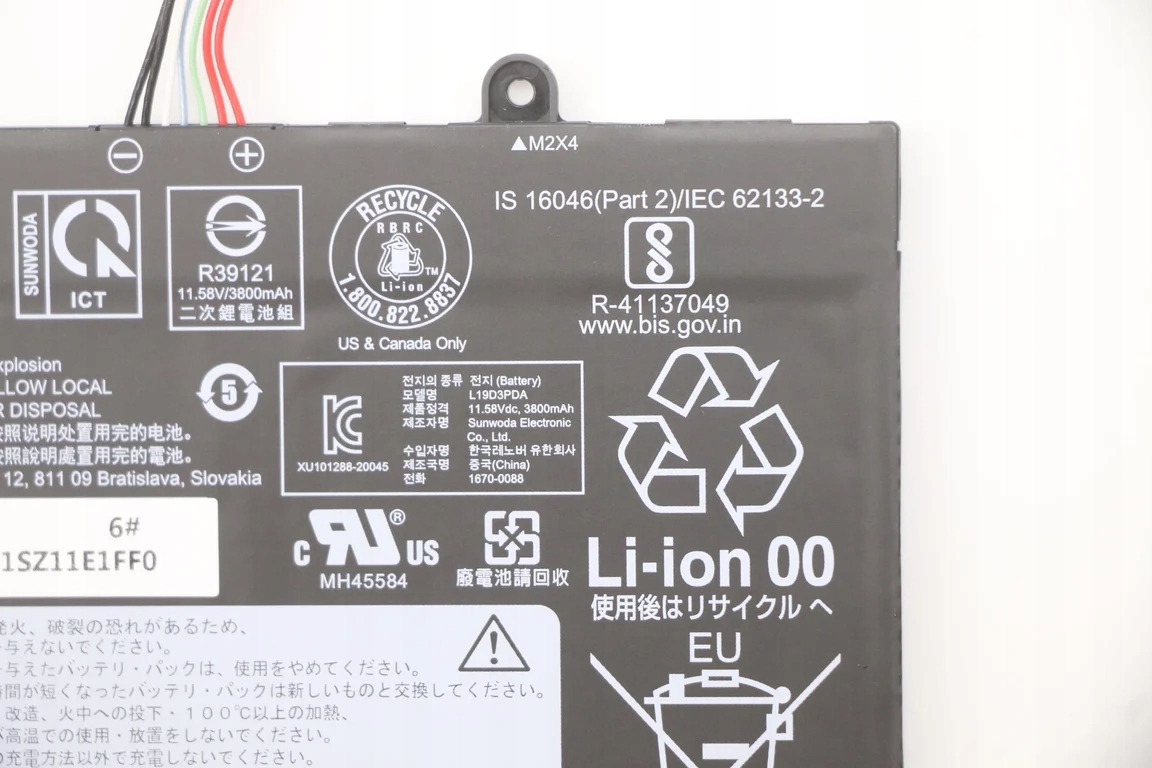 ▲M2X4
SUNWODA
ICT
R39121
11.58V/3800mAh
二次鋰電池組
RECYCLE
RBRC
TM
Li-ion
1.800.822.8837
US & Canada Only
IS 16046(Part 2)/IEC 62133-2
R-41137049
www.bis.gov.in
xplosion
LLOW LOCAL
R DISPOSAL
按照说明处置用完的电池。
按照說明處置用完的電池。
12, 811 09 Bratislava, Slovakia
5
전지의 종류 전지 (Battery)
모델명 L19D3PDA
제품정격 11.58Vdc, 3800mAh
제조자명 Sunwoda Electronic
Co., Ltd.
수입자명 한국레노버 유한회사
제조국명 중국(China)
전화 1670-0088
XU101288-20045
6#
1SZ11E1FF0
C RU ® US
MH45584
廢電池請回收
Li-ion 00
使用後はリサイクル へ
EU
発火、破裂の恐れがあるため、
与えないでください。
与えたバッテリ・パックは、使用をやめてください。
時間が短くなったバッテリ・パックは新しいものと交換してください。
改造、火中への投下・100℃以上の加熱、
高温での使用・放置をしないでください。
充電方法以外で充電しないでください。